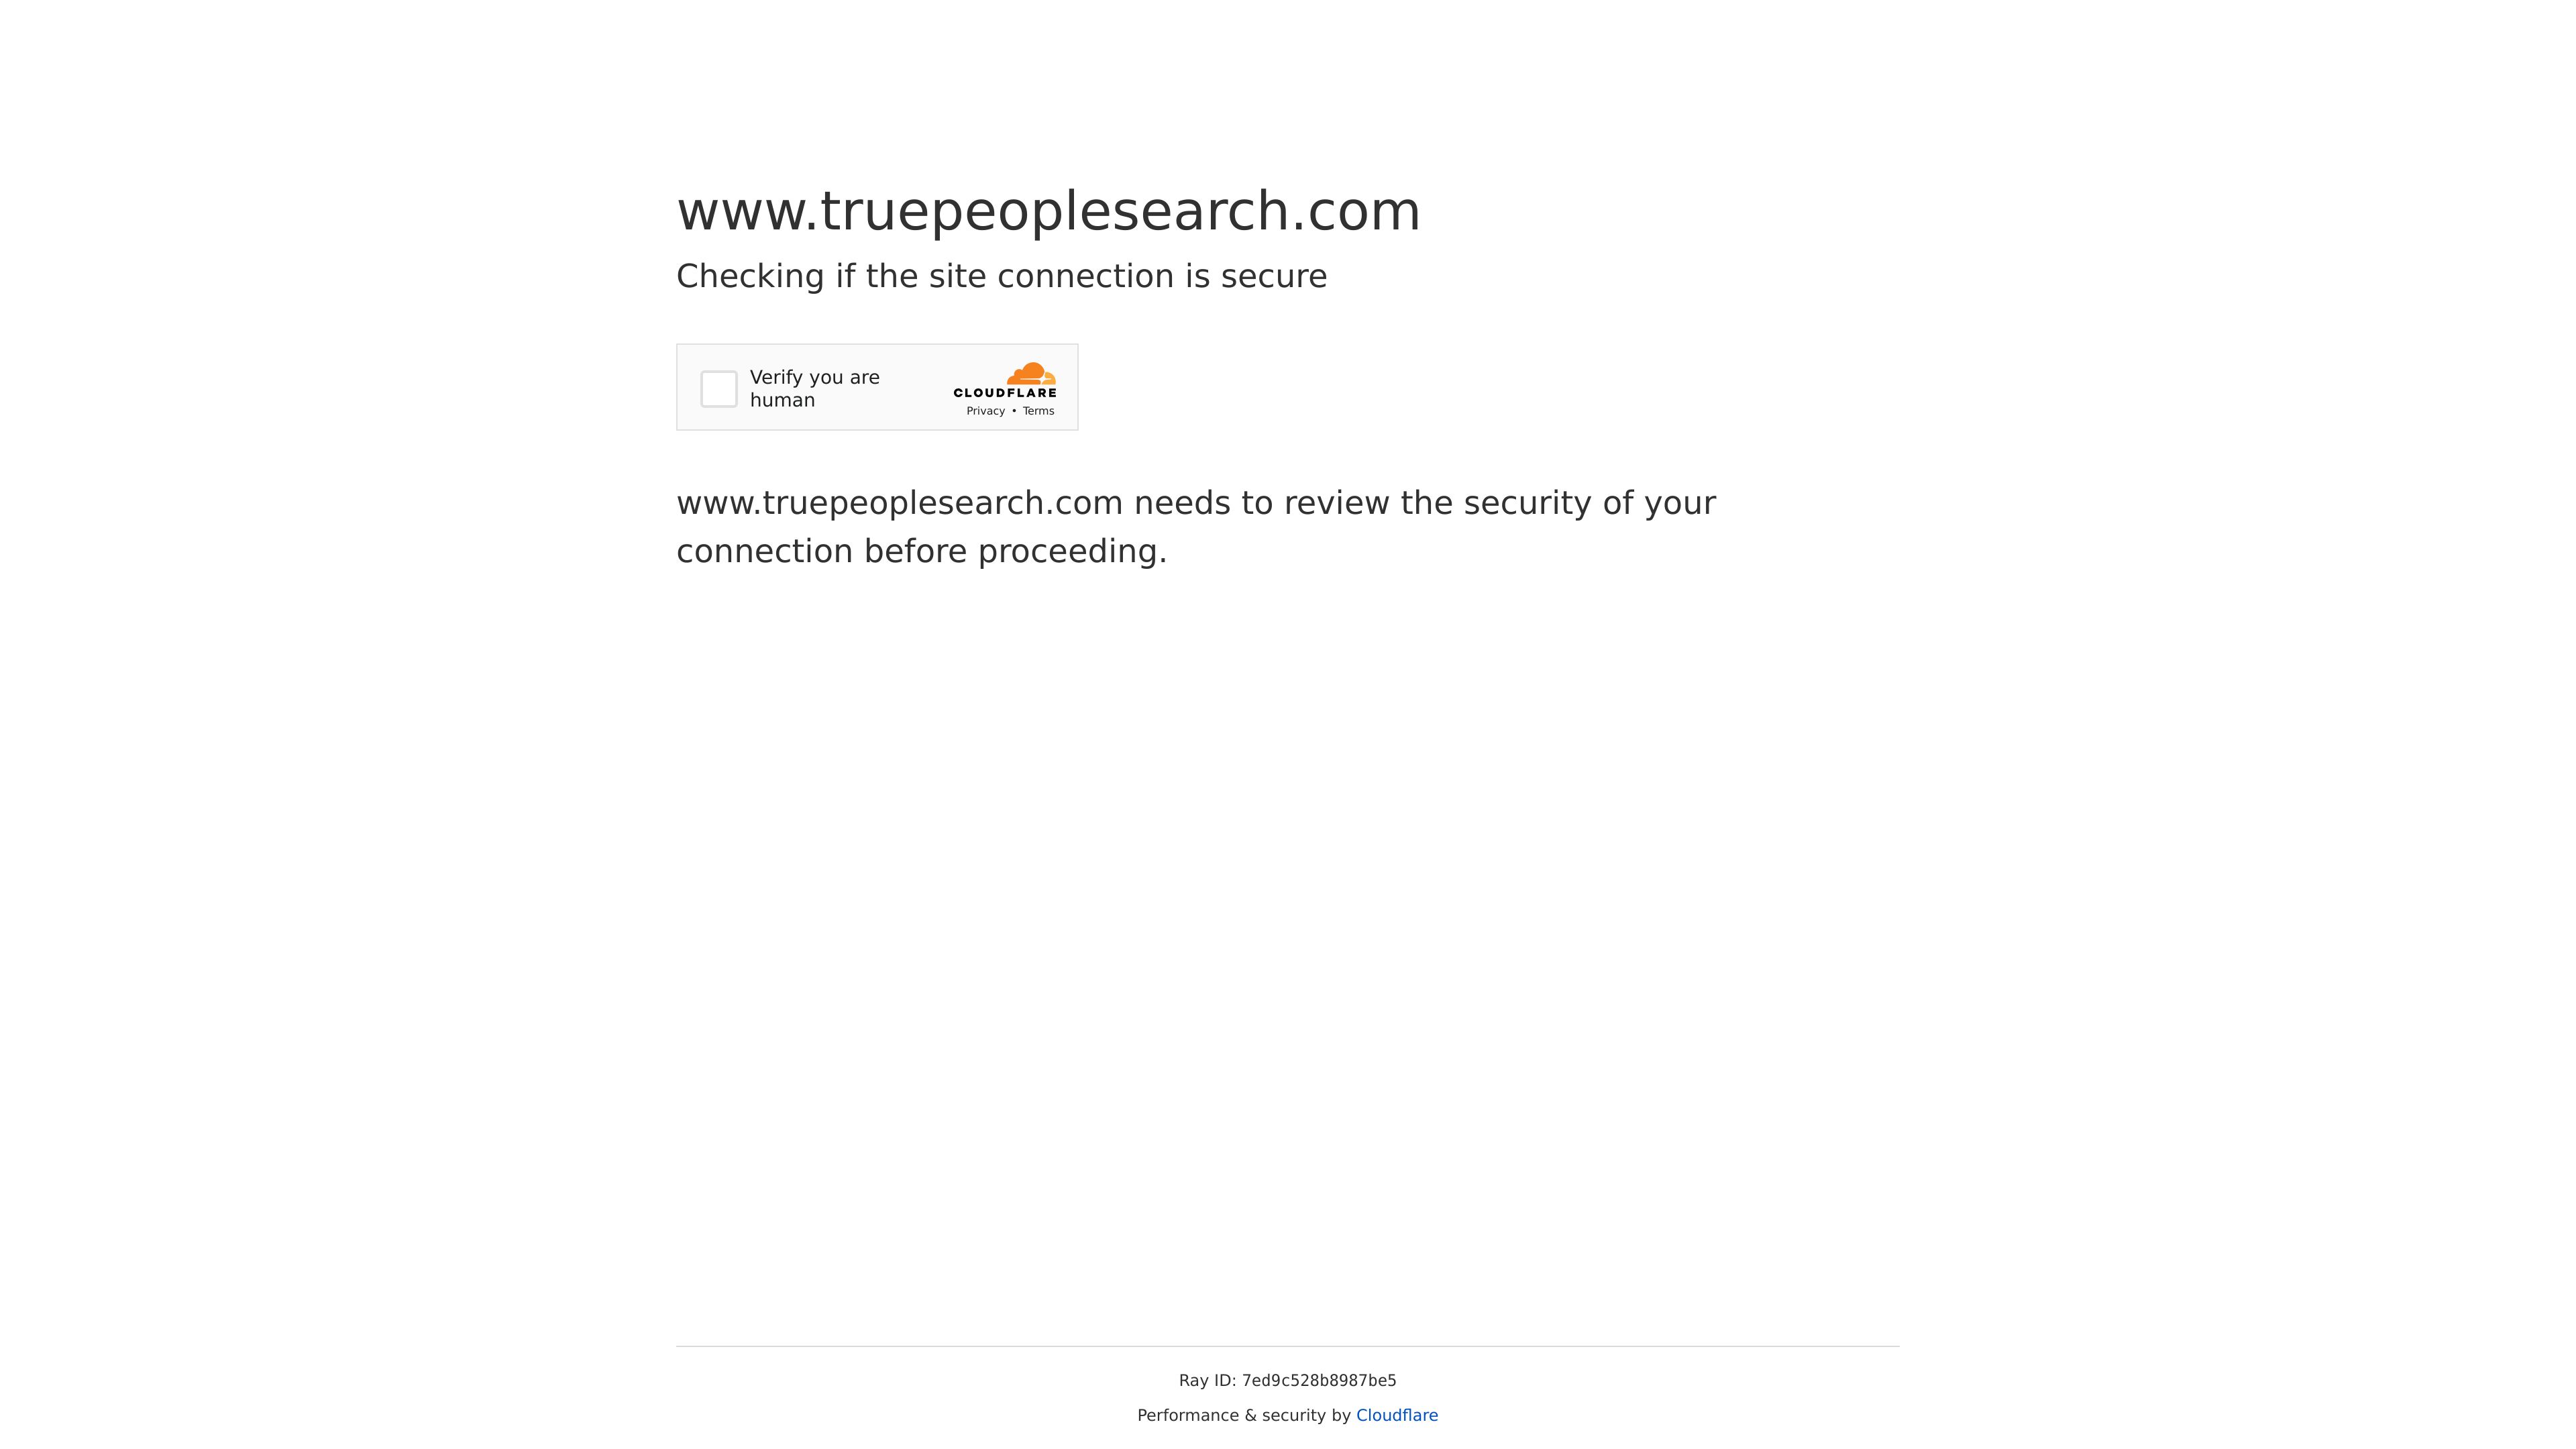 www.truepeoplesearch.com
Checking if the site connection is secure
Verify you are
human
CLOUDFLARE
Privacy • Terms
www.truepeoplesearch.com needs to review the security of your
connection before proceeding.
Ray ID: 7ed9c528b8987be5
Performance & security by Cloudflare